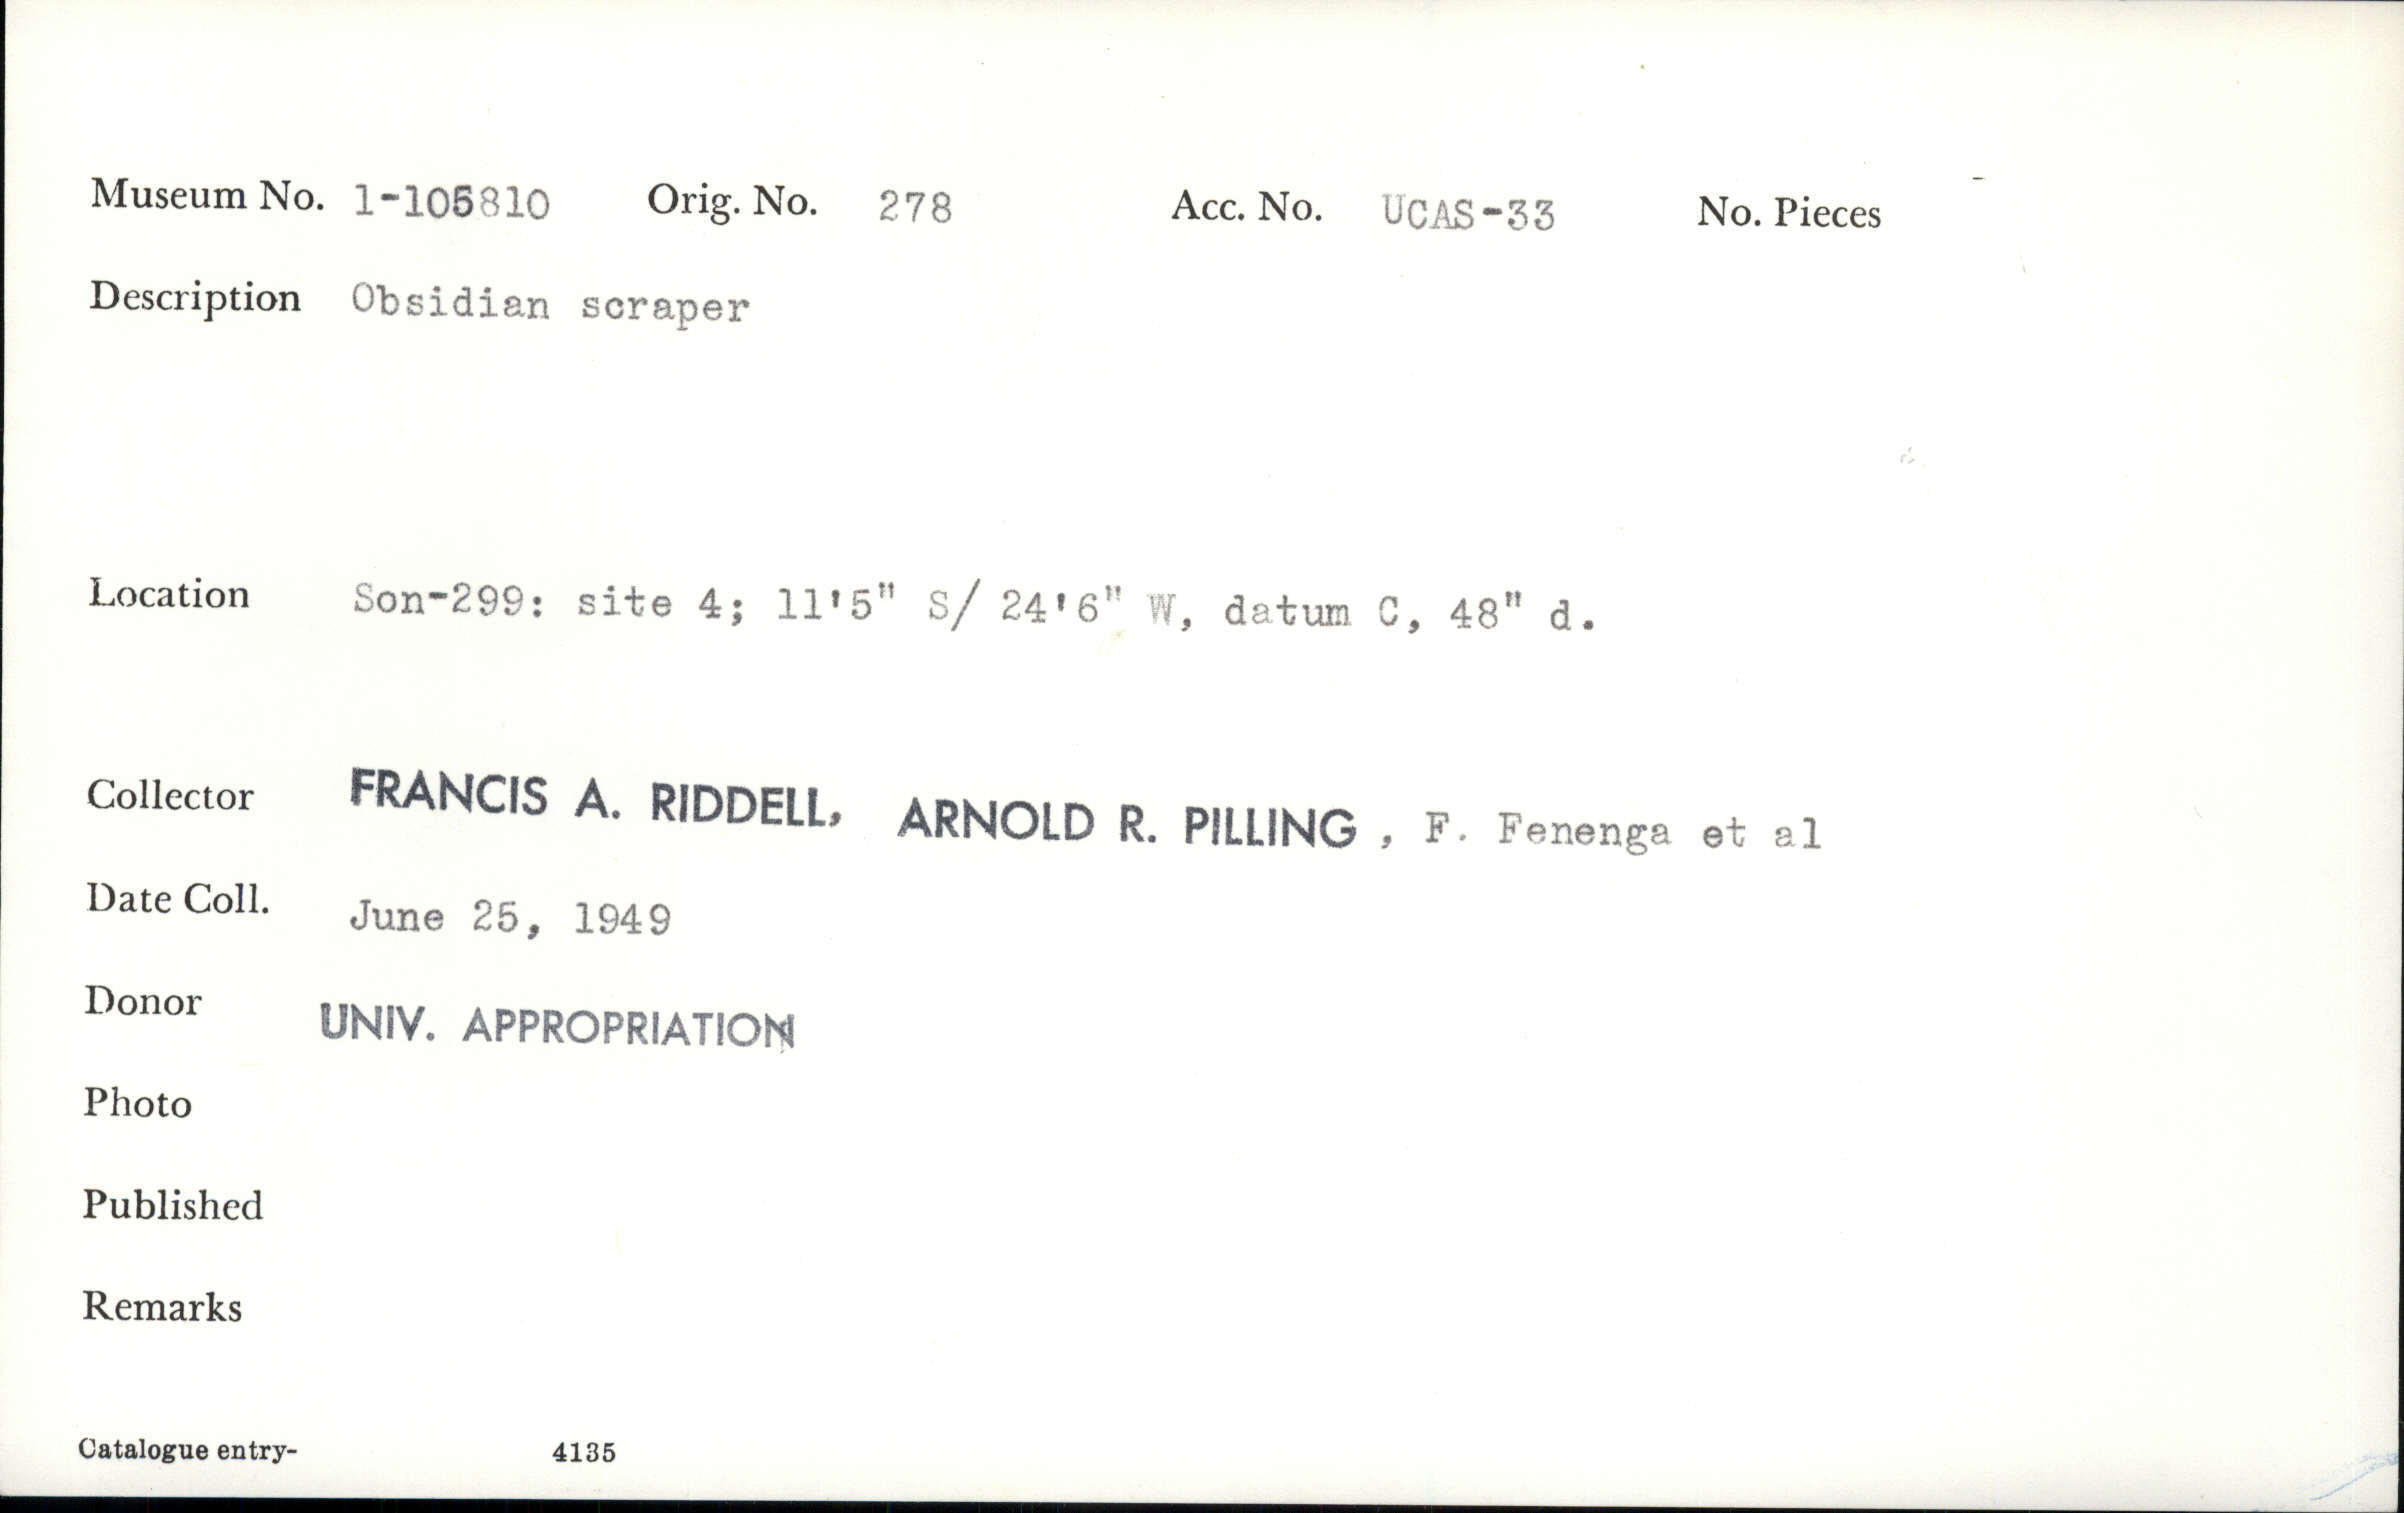 Museum No. 1-105810 Orig. No. 278 Acc. No. UCAS-33 No. Pieces
Description Obsidian scraper
Location Son-299: site 4; 11'5" S/ 24'6" W, datum C, 48" d.
Collector FRANCIS A. RIDDELL, ARNOLD R. PILLING , F. Fenenga et al
Date Coll. June 25, 1949
Donor UNIV. APPROPRIATION
Photo
Published
Remarks
Catalogue entry- 4135